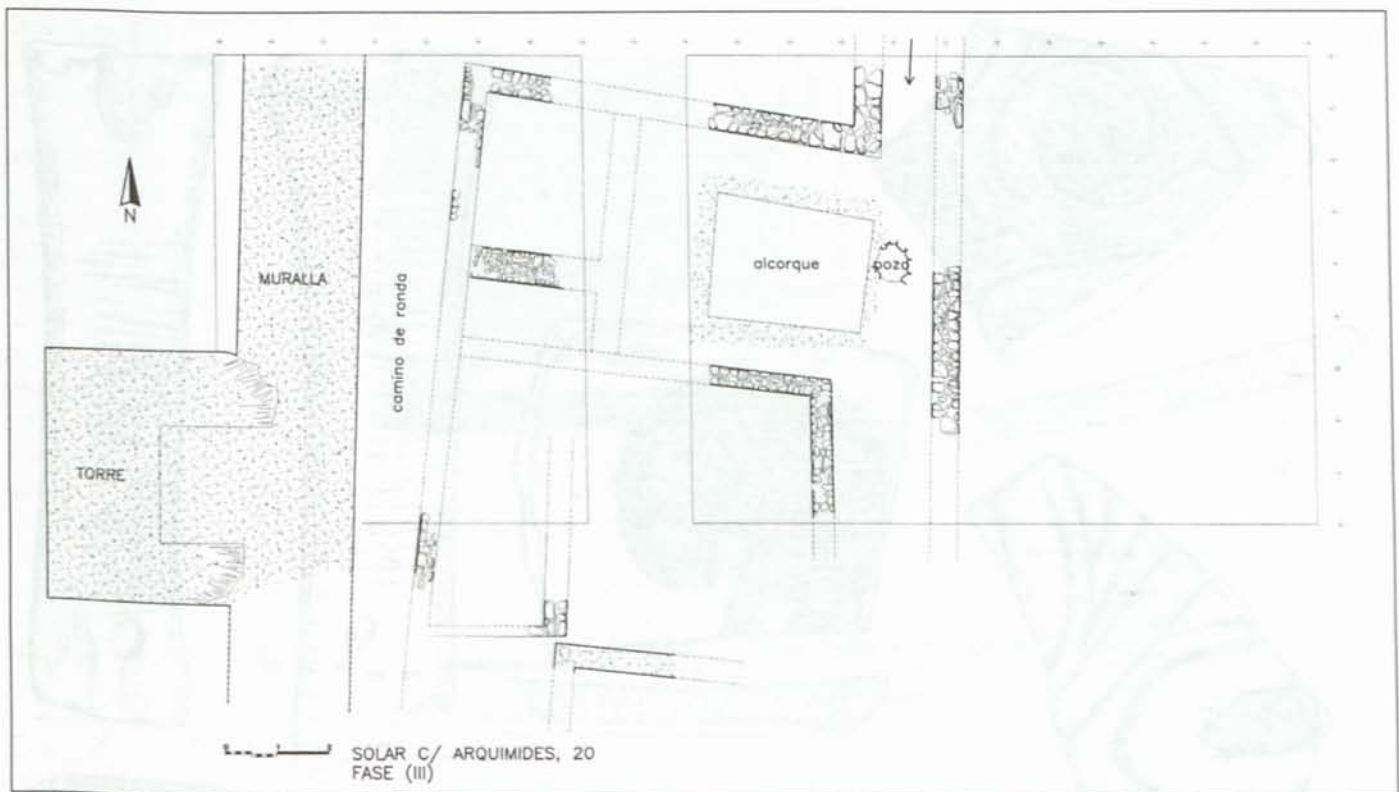 N
MURALLA
camino de ronda
alcorque
pozo
TORRE
SOLAR C/ ARQUIMIDES, 20
FASE (III)